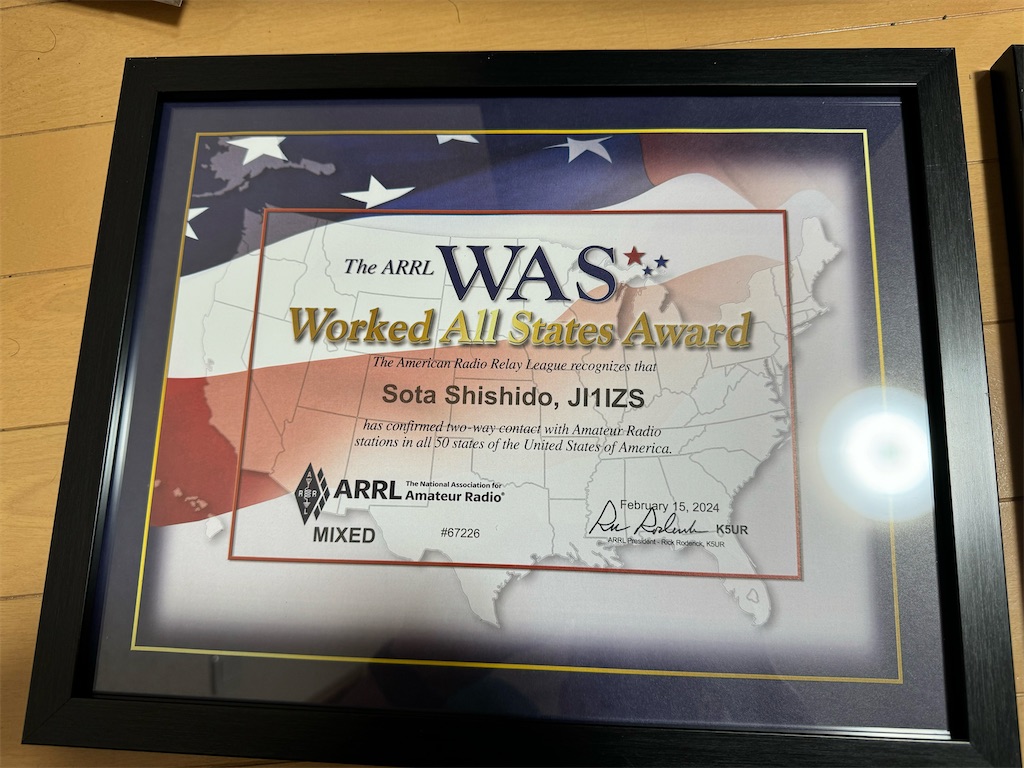 The ARRL WAS
Worked All States Award
The American Radio Relay League recognizes that
Sota Shishido, JI1IZS
has confirmed two-way contact with Amateur Radio
stations in all 50 states of the United States of America.
ARRL The National Association for
Amateur Radio®
MIXED
#67226
February 15, 2024
Rick Roderick K5UR
ARRL President - Rick Roderick, K5UR